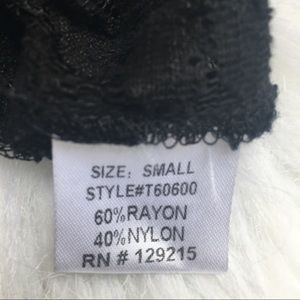 SIZE: SMALL
STYLE#T60600
60%RAYON
40%NYLON
RN # 129215